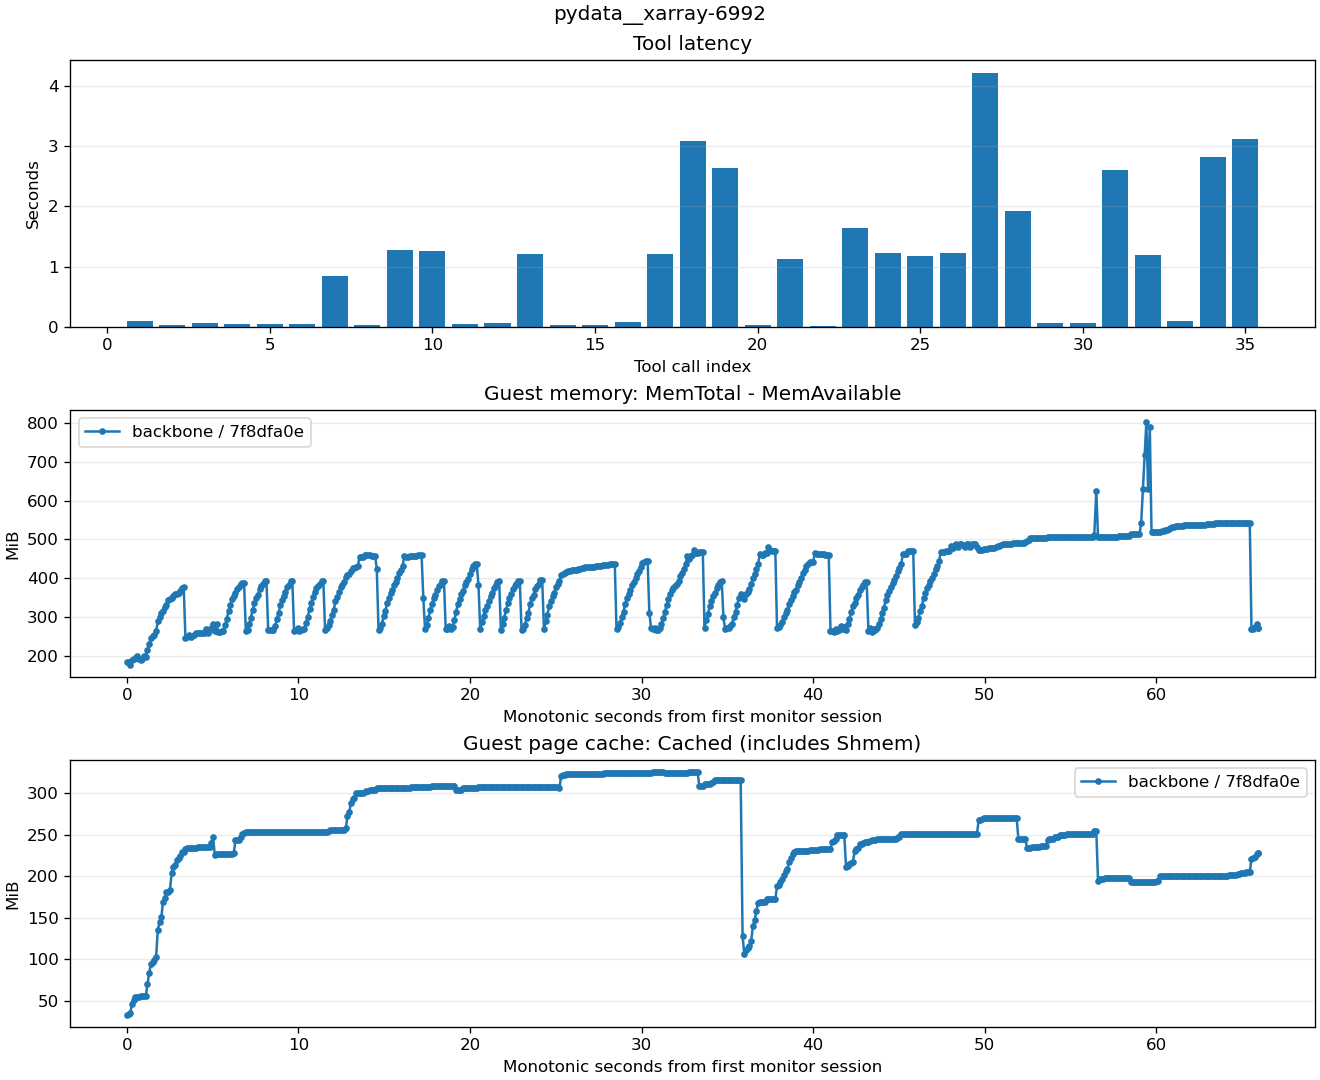 pydata__xarray-6992
Tool latency
4
3
2
1
0
Seconds
0 5 10 15 20 25 30 35
Tool call index
Guest memory: MemTotal - MemAvailable
backbone / 7f8dfa0e
800
700
600
500
400
300
200
MiB
0 10 20 30 40 50 60
Monotonic seconds from first monitor session
Guest page cache: Cached (includes Shmem)
backbone / 7f8dfa0e
300
250
200
150
100
50
MiB
0 10 20 30 40 50 60
Monotonic seconds from first monitor session